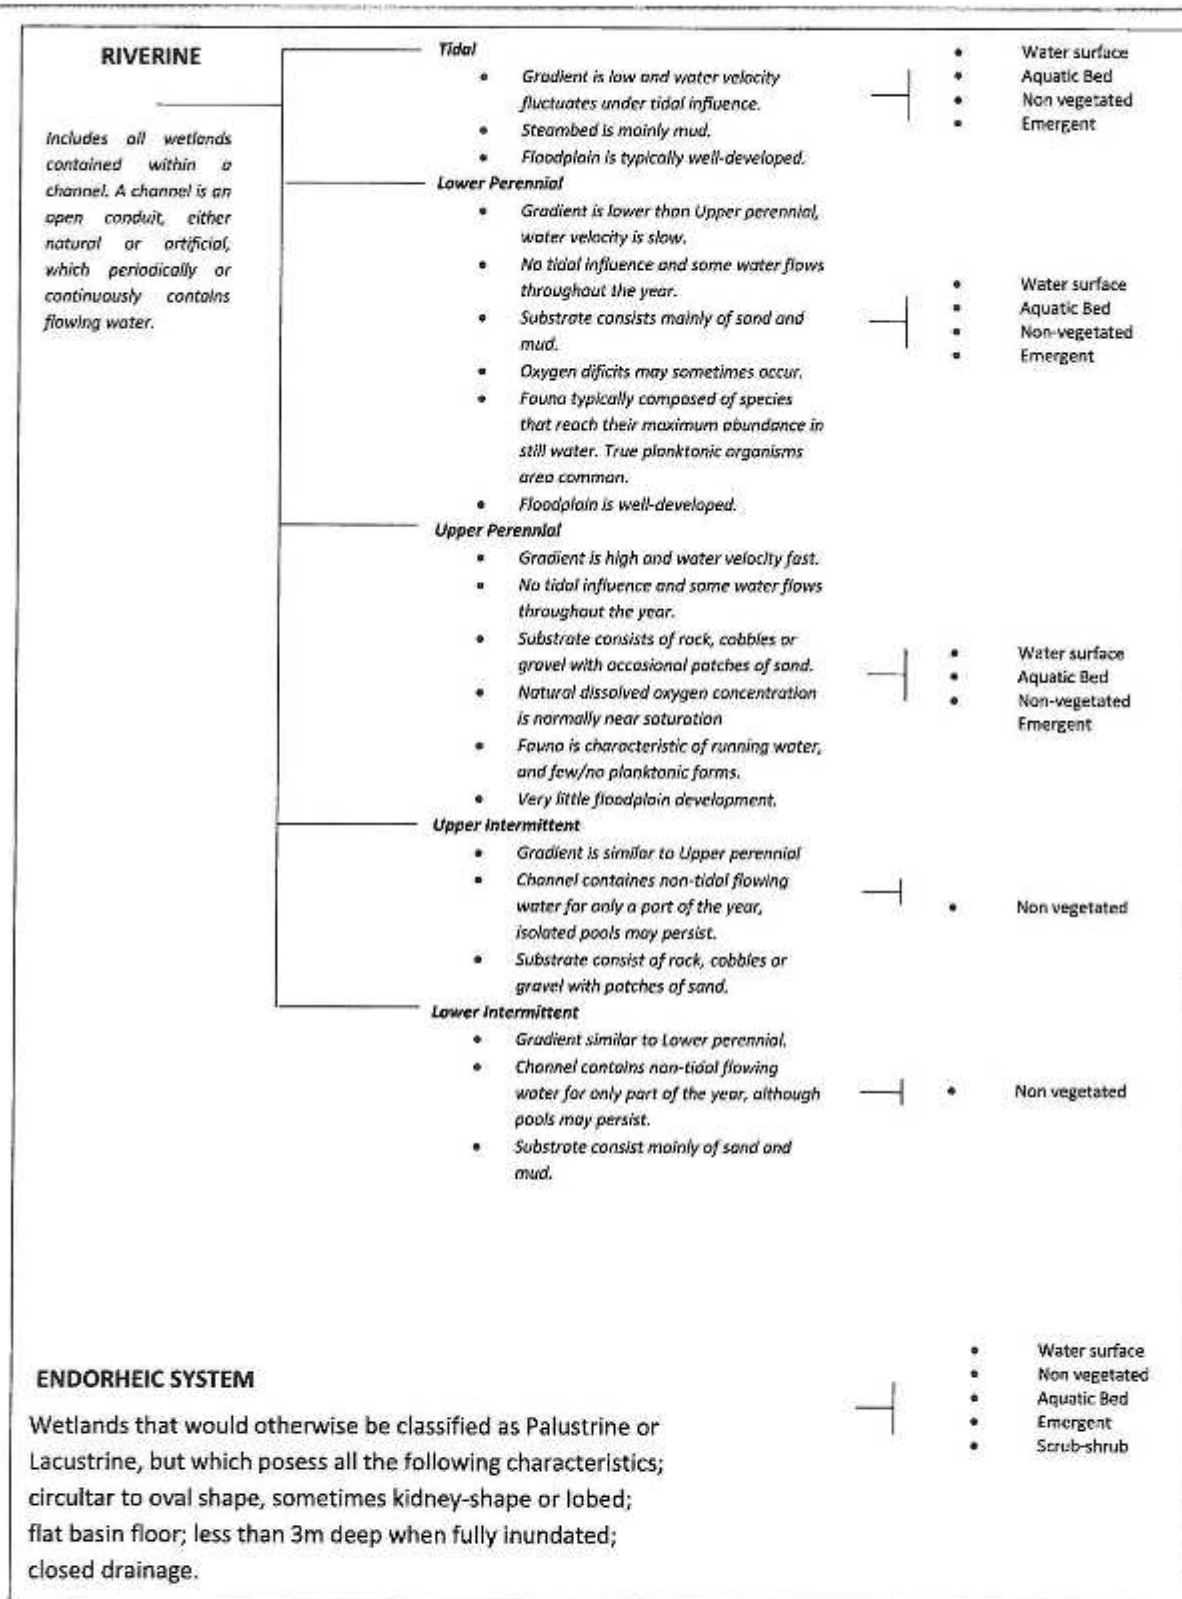 RIVERINE
Includes all wetlands
contained within a
channel. A channel is an
open conduit, either
natural or artificial,
which periodically or
continuously contains
flowing water.
Tidal
• Gradient is low and water velocity
fluctuates under tidal influence.
• Steambed is mainly mud.
• Floodplain is typically well-developed.
• Water surface
• Aquatic Bed
• Non vegetated
• Emergent
Lower Perennial
• Gradient is lower than Upper perennial,
water velocity is slow.
• No tidal influence and some water flows
throughout the year.
• Substrate consists mainly of sand and
mud.
• Oxygen dificits may sometimes occur.
• Fauna typically composed of species
that reach their maximum abundance in
still water. True planktonic organisms
area common.
• Floodplain is well-developed.
• Water surface
• Aquatic Bed
• Non-vegetated
• Emergent
Upper Perennial
• Gradient is high and water velocity fast.
• No tidal influence and some water flows
throughout the year.
• Substrate consists of rock, cobbles or
gravel with occasional patches of sand.
• Natural dissolved oxygen concentration
is normally near saturation
• Fauna is characteristic of running water,
and few/no planktonic forms.
• Very little floodplain development.
• Water surface
• Aquatic Bed
• Non-vegetated
Emergent
Upper Intermittent
• Gradient is similar to Upper perennial
• Channel containes non-tidal flowing
water for only a part of the year,
isolated pools may persist.
• Substrate consist of rock, cobbles or
gravel with patches of sand.
• Non vegetated
Lower Intermittent
• Gradient similar to Lower perennial.
• Channel contains non-tidal flowing
water for only part of the year, although
pools may persist.
• Substrate consist mainly of sand and
mud.
• Non vegetated
ENDORHEIC SYSTEM
Wetlands that would otherwise be classified as Palustrine or
Lacustrine, but which posess all the following characteristics;
circultar to oval shape, sometimes kidney-shape or lobed;
flat basin floor; less than 3m deep when fully inundated;
closed drainage.
• Water surface
• Non vegetated
• Aquatic Bed
• Emergent
• Scrub-shrub